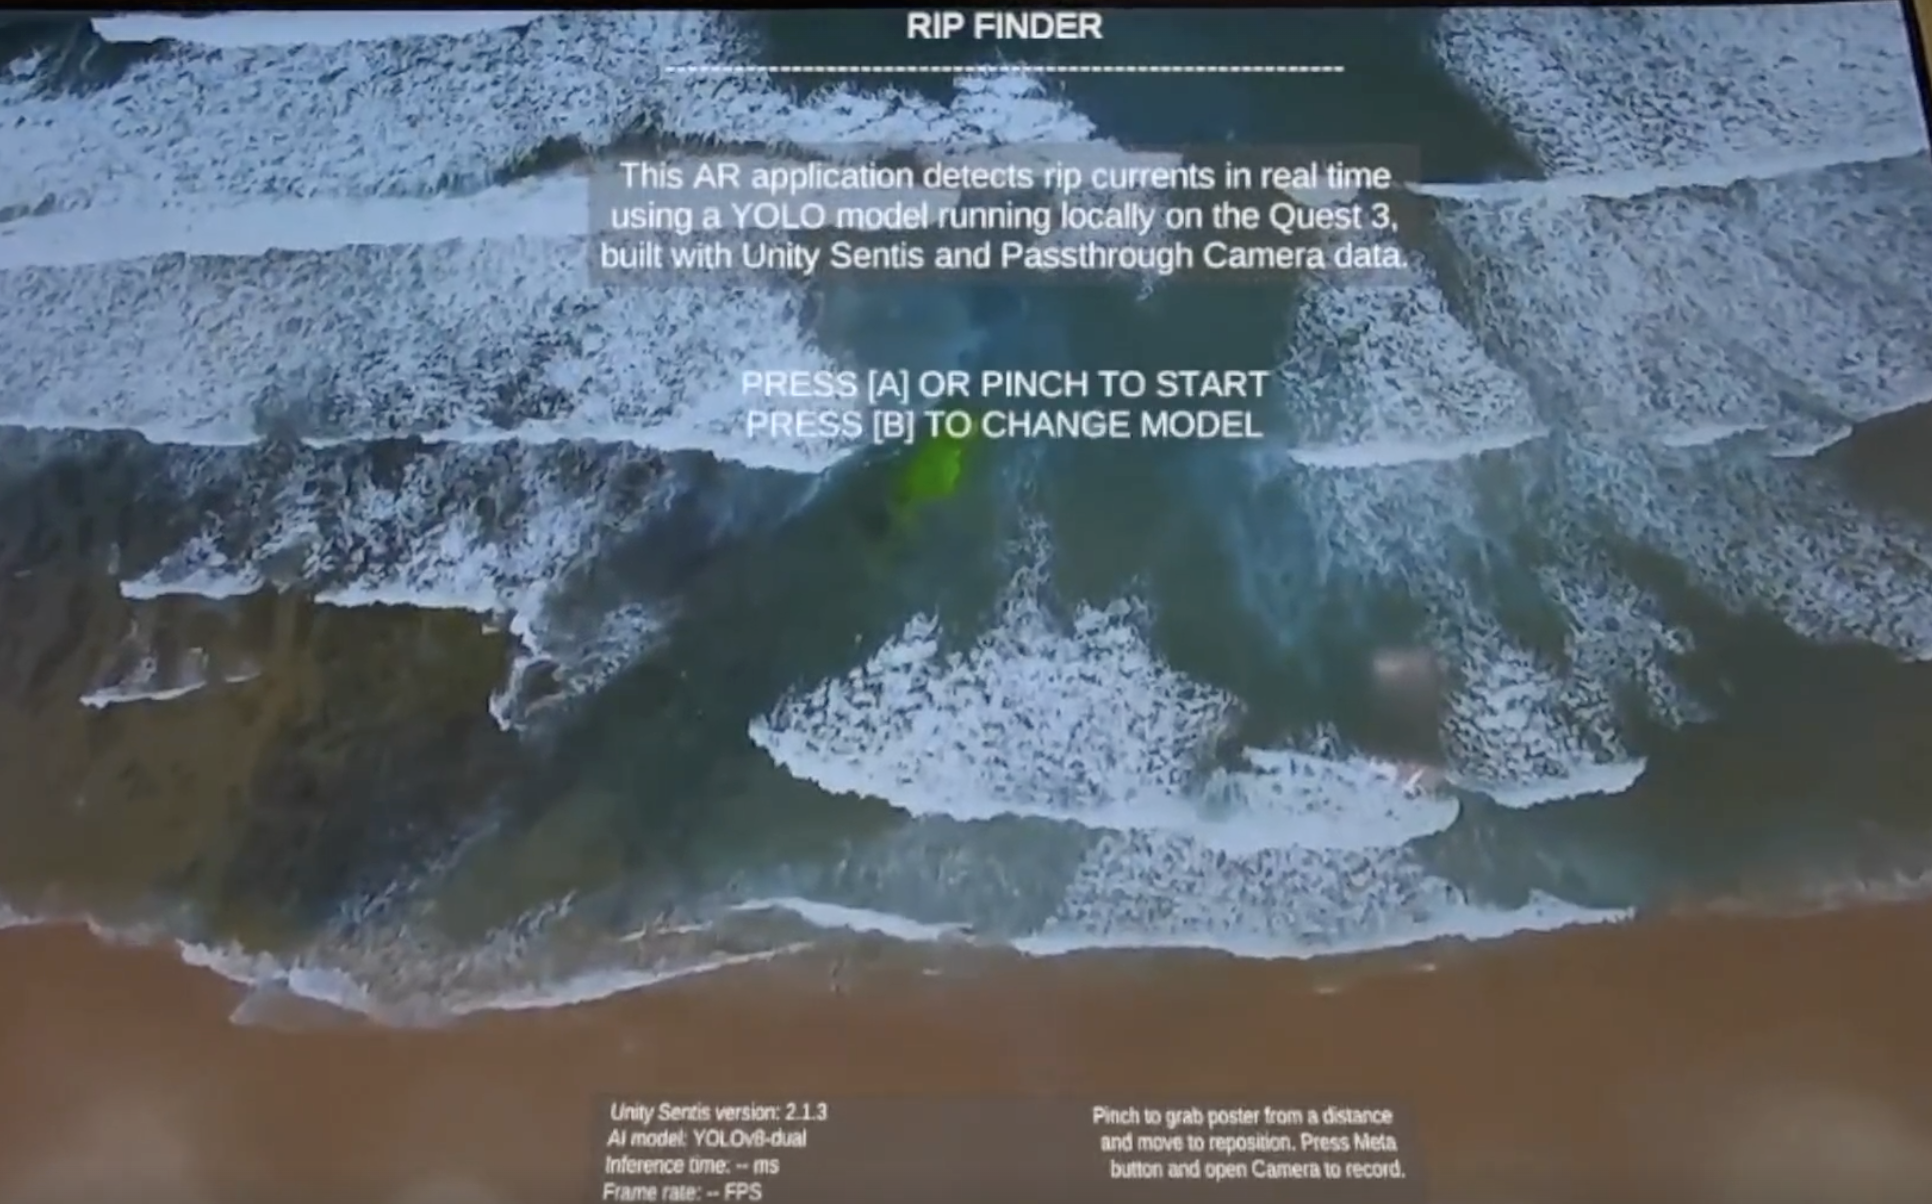 RIP FINDER
------------------------------------------------------------
This AR application detects rip currents in real time
using a YOLO model running locally on the Quest 3,
built with Unity Sentis and Passthrough Camera data.
PRESS [A] OR PINCH TO START
PRESS [B] TO CHANGE MODEL
Unity Sentis version: 2.1.3
AI model: YOLOv8-dual
Inference time: -- ms
Frame rate: -- FPS
Pinch to grab poster from a distance
and move to reposition. Press Meta
button and open Camera to record.